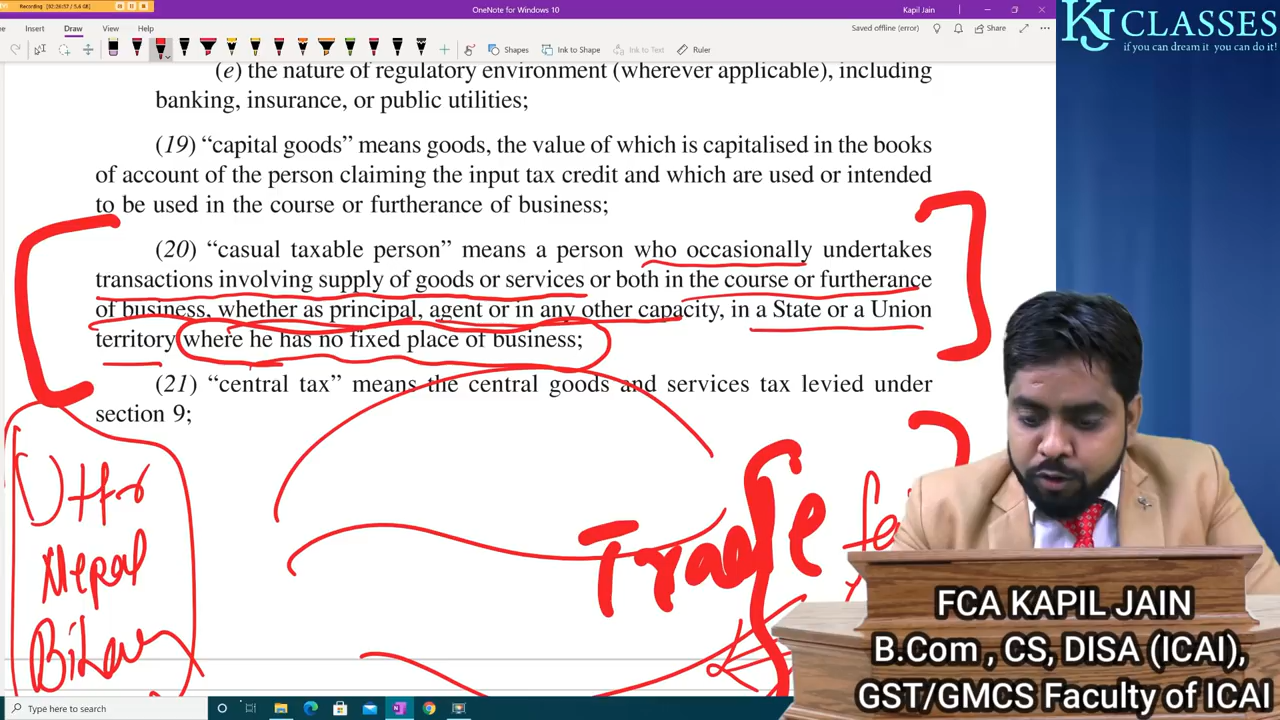 Recording 02:26:57 / 5.6 GB
OneNote for Windows 10
Kapil Jain
Insert
Draw
History
Review
View
Help
Saved offline (error)
Share
Shapes
Ink to Shape
Ink to Text
Ruler
KJ CLASSES
if you can dream it you can do it!
(e) the nature of regulatory environment (wherever applicable), including
banking, insurance, or public utilities;
(19) “capital goods” means goods, the value of which is capitalised in the books
of account of the person claiming the input tax credit and which are used or intended
to be used in the course or furtherance of business;
(20) “casual taxable person” means a person who occasionally undertakes
transactions involving supply of goods or services or both in the course or furtherance
of business, whether as principal, agent or in any other capacity, in a State or a Union
territory where he has no fixed place of business;
(21) “central tax” means the central goods and services tax levied under
section 9;
Nepal
Bihar
Trade
FCA KAPIL JAIN
B.Com , CS, DISA (ICAI),
GST/GMCS Faculty of ICAI
Type here to search